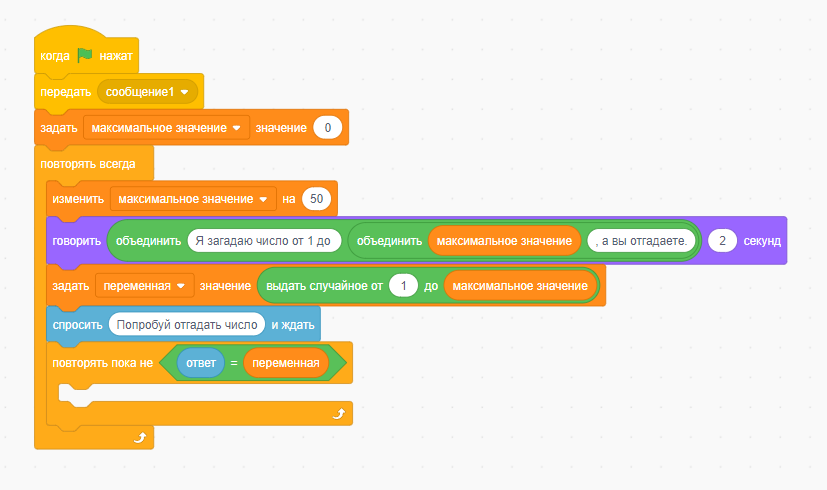 когда нажат
передать сообщение1
задать максимальное значение значение 0
повторять всегда
изменить максимальное значение на 50
говорить объединить Я загадаю число от 1 до объединить максимальное значение , а вы отгадаете. 2 секунд
задать переменная значение выдать случайное от 1 до максимальное значение
спросить Попробуй отгадать число и ждать
повторять пока не ответ = переменная